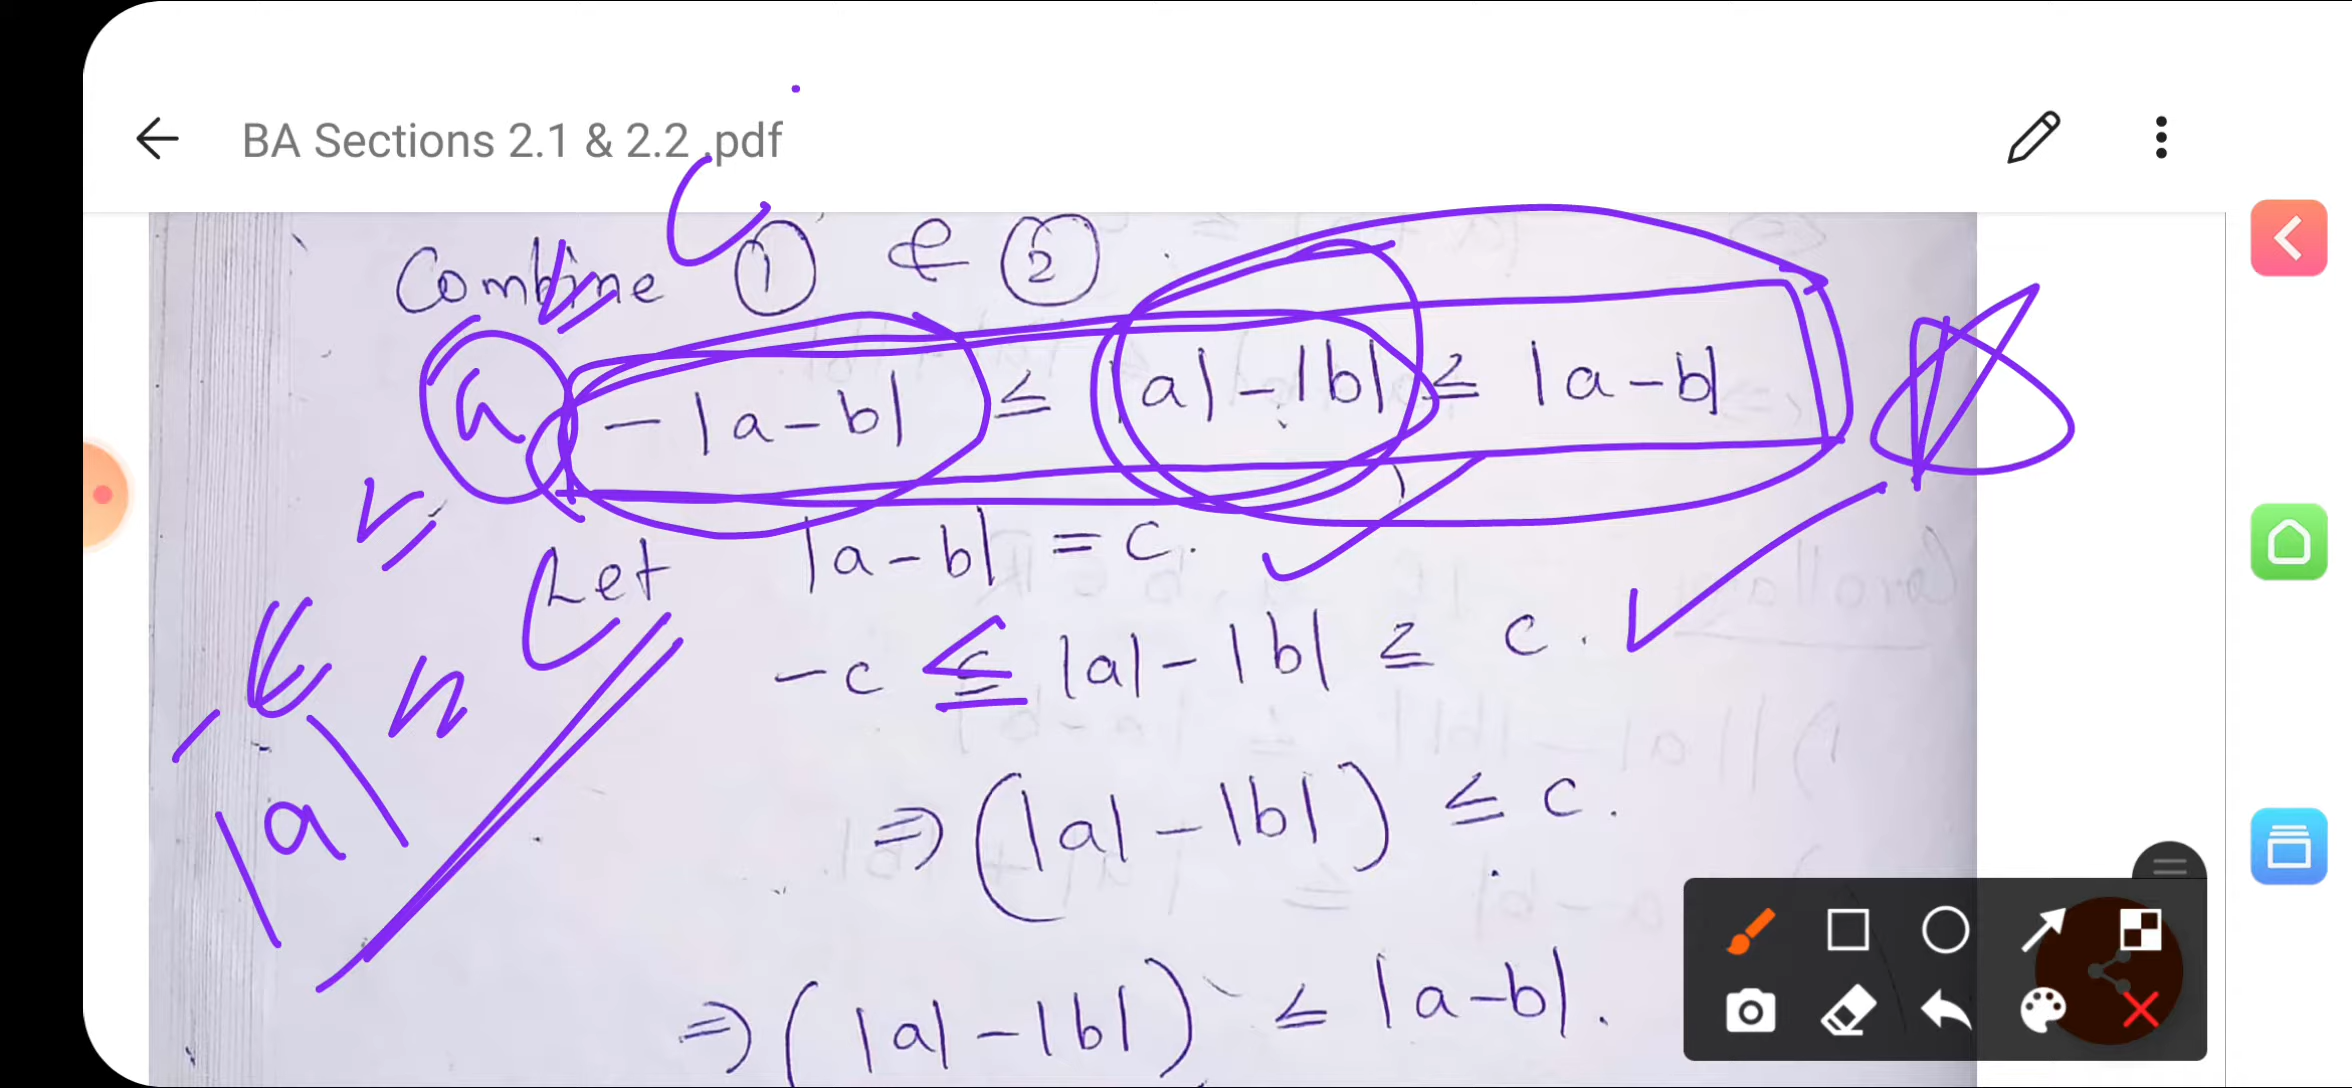 BA Sections 2.1 & 2.2 .pdf
Combine ① & ②
a - |a-b| ≤ |a|-|b| ≤ |a-b|
Let |a-b| = c.
-c ≤ |a|-|b| ≤ c.
⇒ (|a|-|b|) ≤ c.
|a|
⇒ (|a|-|b|) ≤ |a-b|.